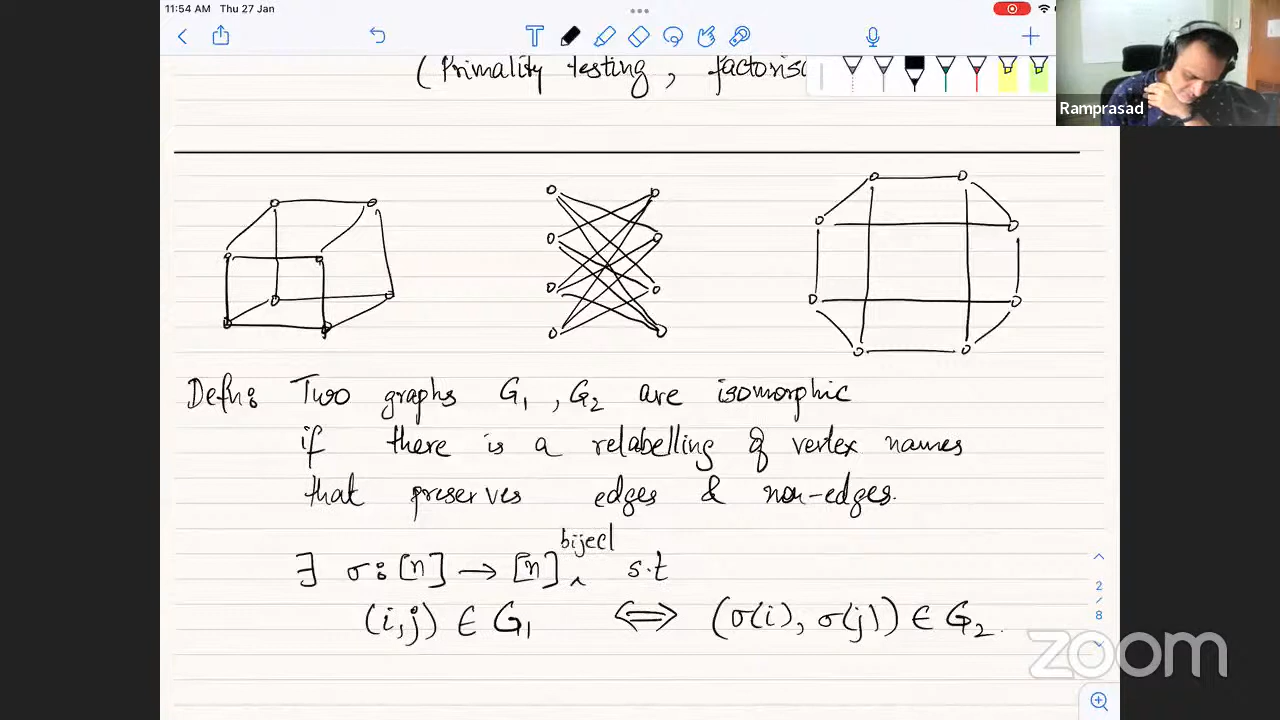 11:54 AM Thu 27 Jan
(Primality testing, factoris
Ramprasad
Defn: Two graphs G₁, G₂ are isomorphic
if there is a relabelling of vertex names
that preserves edges & non-edges.
biject
∃ σ: [n] → [n] ^ s.t
(i,j) ∈ G₁ ⟺ (σ(i), σ(j)) ∈ G₂.
2
/
8
zoom